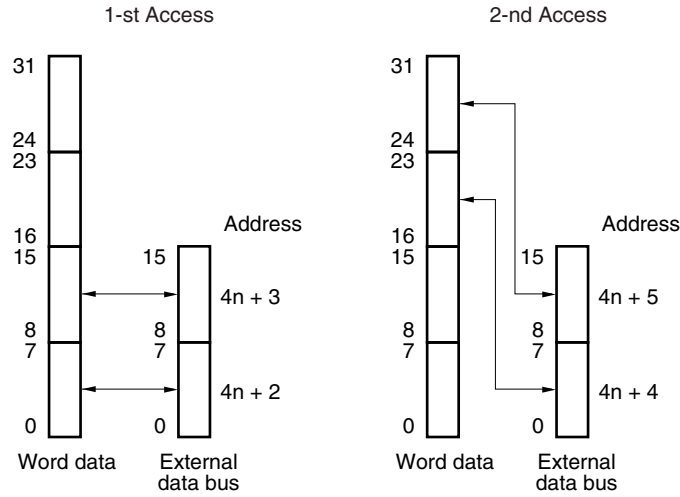 1-st Access
31
24
23
16
15
8
7
0
Address
15
4n + 3
8
7
4n + 2
0
Word data
External
data bus
2-nd Access
31
24
23
16
15
8
7
0
Address
15
4n + 5
8
7
4n + 4
0
Word data
External
data bus